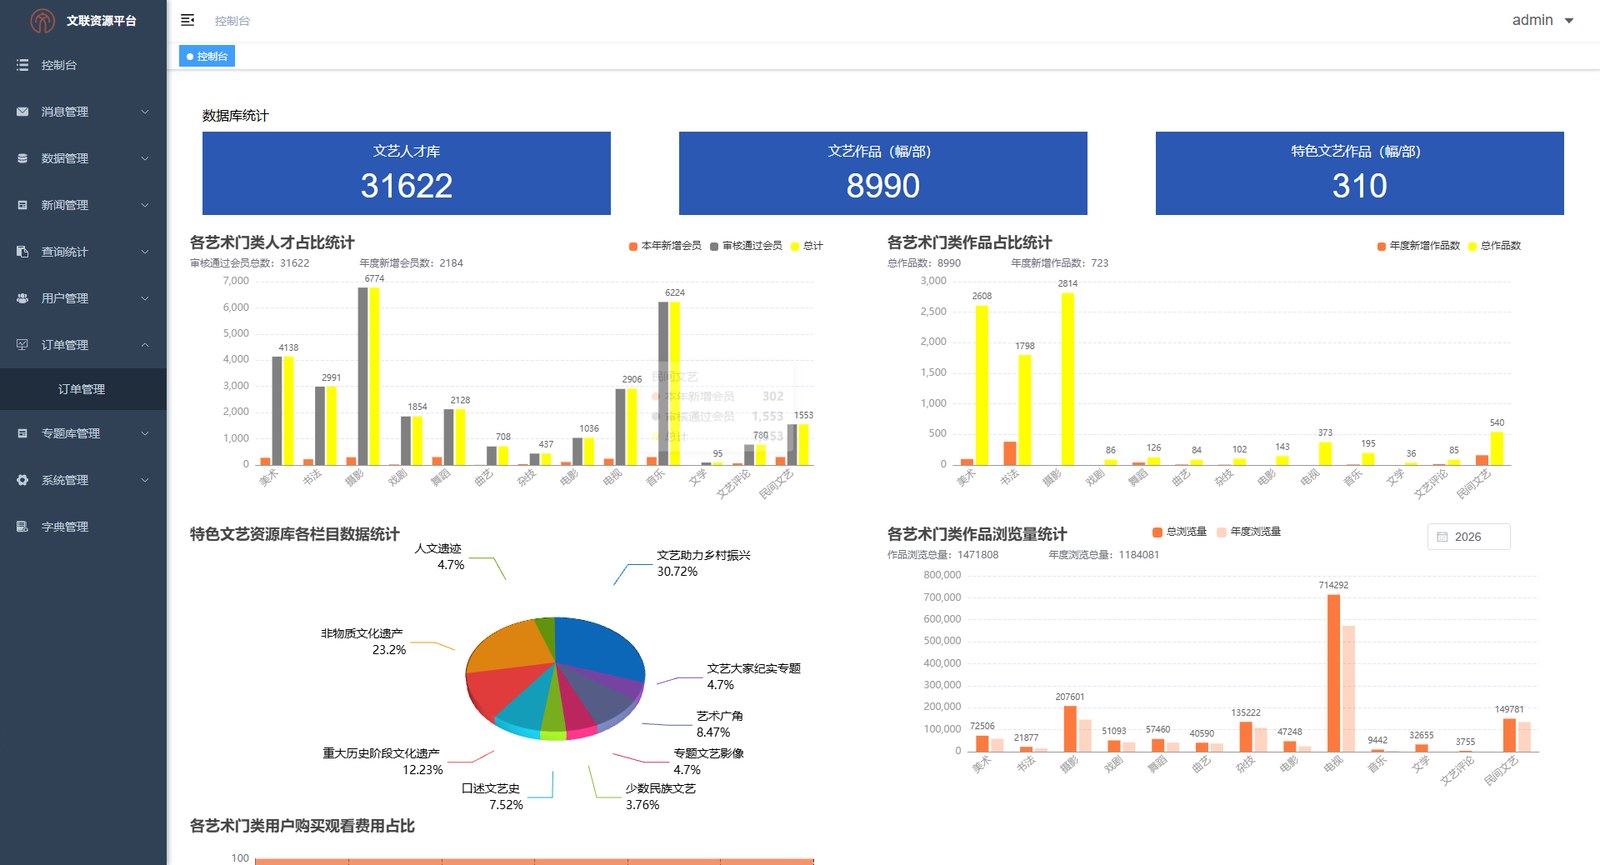 文联资源平台
控制台
admin
控制台
控制台
消息管理
数据管理
新闻管理
查询统计
用户管理
订单管理
订单管理
专题库管理
系统管理
字典管理
数据库统计
文艺人才库
31622
文艺作品（幅/部）
8990
特色文艺作品（幅/部）
310
各艺术门类人才占比统计
本年新增会员 审核通过会员 总计
审核通过会员总数：31622 年度新增会员数：2184
7,000
6,000
5,000
4,000
3,000
2,000
1,000
0
4138
2991
6774
1854
2128
708
437
1036
2906
6224
95
780
1553
民间文艺
本年新增会员 302
审核通过会员 1,553
总计
美术
书法
摄影
戏剧
舞蹈
曲艺
杂技
电影
电视
音乐
文学
文艺评论
民间文艺
各艺术门类作品占比统计
年度新增作品数 总作品数
总作品数：8990 年度新增作品数：723
3,000
2,500
2,000
1,500
1,000
500
0
2608
1798
2814
86
126
84
102
143
373
195
36
85
540
美术
书法
摄影
戏剧
舞蹈
曲艺
杂技
电影
电视
音乐
文学
文艺评论
民间文艺
特色文艺资源库各栏目数据统计
人文遗迹
4.7%
文艺助力乡村振兴
30.72%
非物质文化遗产
23.2%
文艺大家纪实专题
4.7%
艺术广角
8.47%
重大历史阶段文化遗产
12.23%
专题文艺影像
4.7%
口述文艺史
7.52%
少数民族文艺
3.76%
各艺术门类作品浏览量统计
总浏览量 年度浏览量
2026
作品浏览总量：1471808 年度浏览总量：1184081
800,000
700,000
600,000
500,000
400,000
300,000
200,000
100,000
0
72506
21877
207601
51093
57460
40590
135222
47248
714292
9442
32655
3755
149781
美术
书法
摄影
戏剧
舞蹈
曲艺
杂技
电影
电视
音乐
文学
文艺评论
民间文艺
各艺术门类用户购买观看费用占比
100